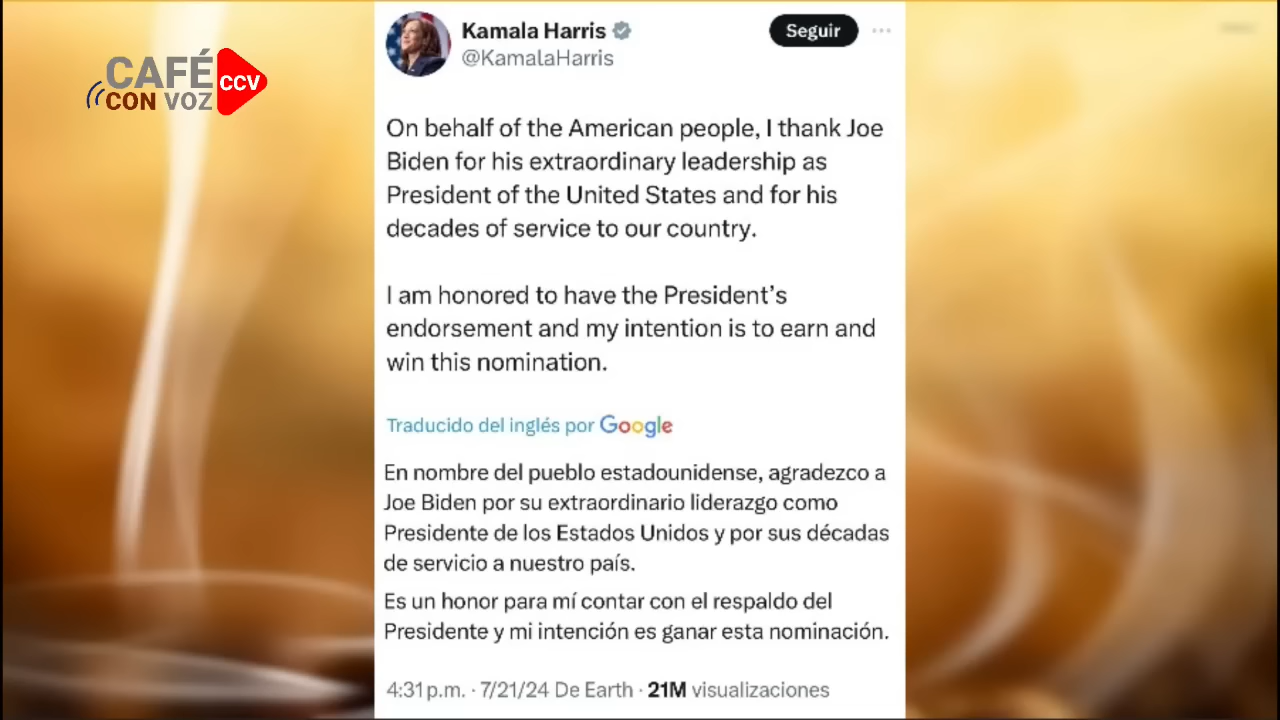 CAFÉ
CON VOZ
CCV
Kamala Harris
@KamalaHarris
Seguir
On behalf of the American people, I thank Joe
Biden for his extraordinary leadership as
President of the United States and for his
decades of service to our country.
I am honored to have the President's
endorsement and my intention is to earn and
win this nomination.
Traducido del inglés por Google
En nombre del pueblo estadounidense, agradezco a
Joe Biden por su extraordinario liderazgo como
Presidente de los Estados Unidos y por sus décadas
de servicio a nuestro país.
Es un honor para mí contar con el respaldo del
Presidente y mi intención es ganar esta nominación.
4:31 p.m. · 7/21/24 De Earth · 21M visualizaciones